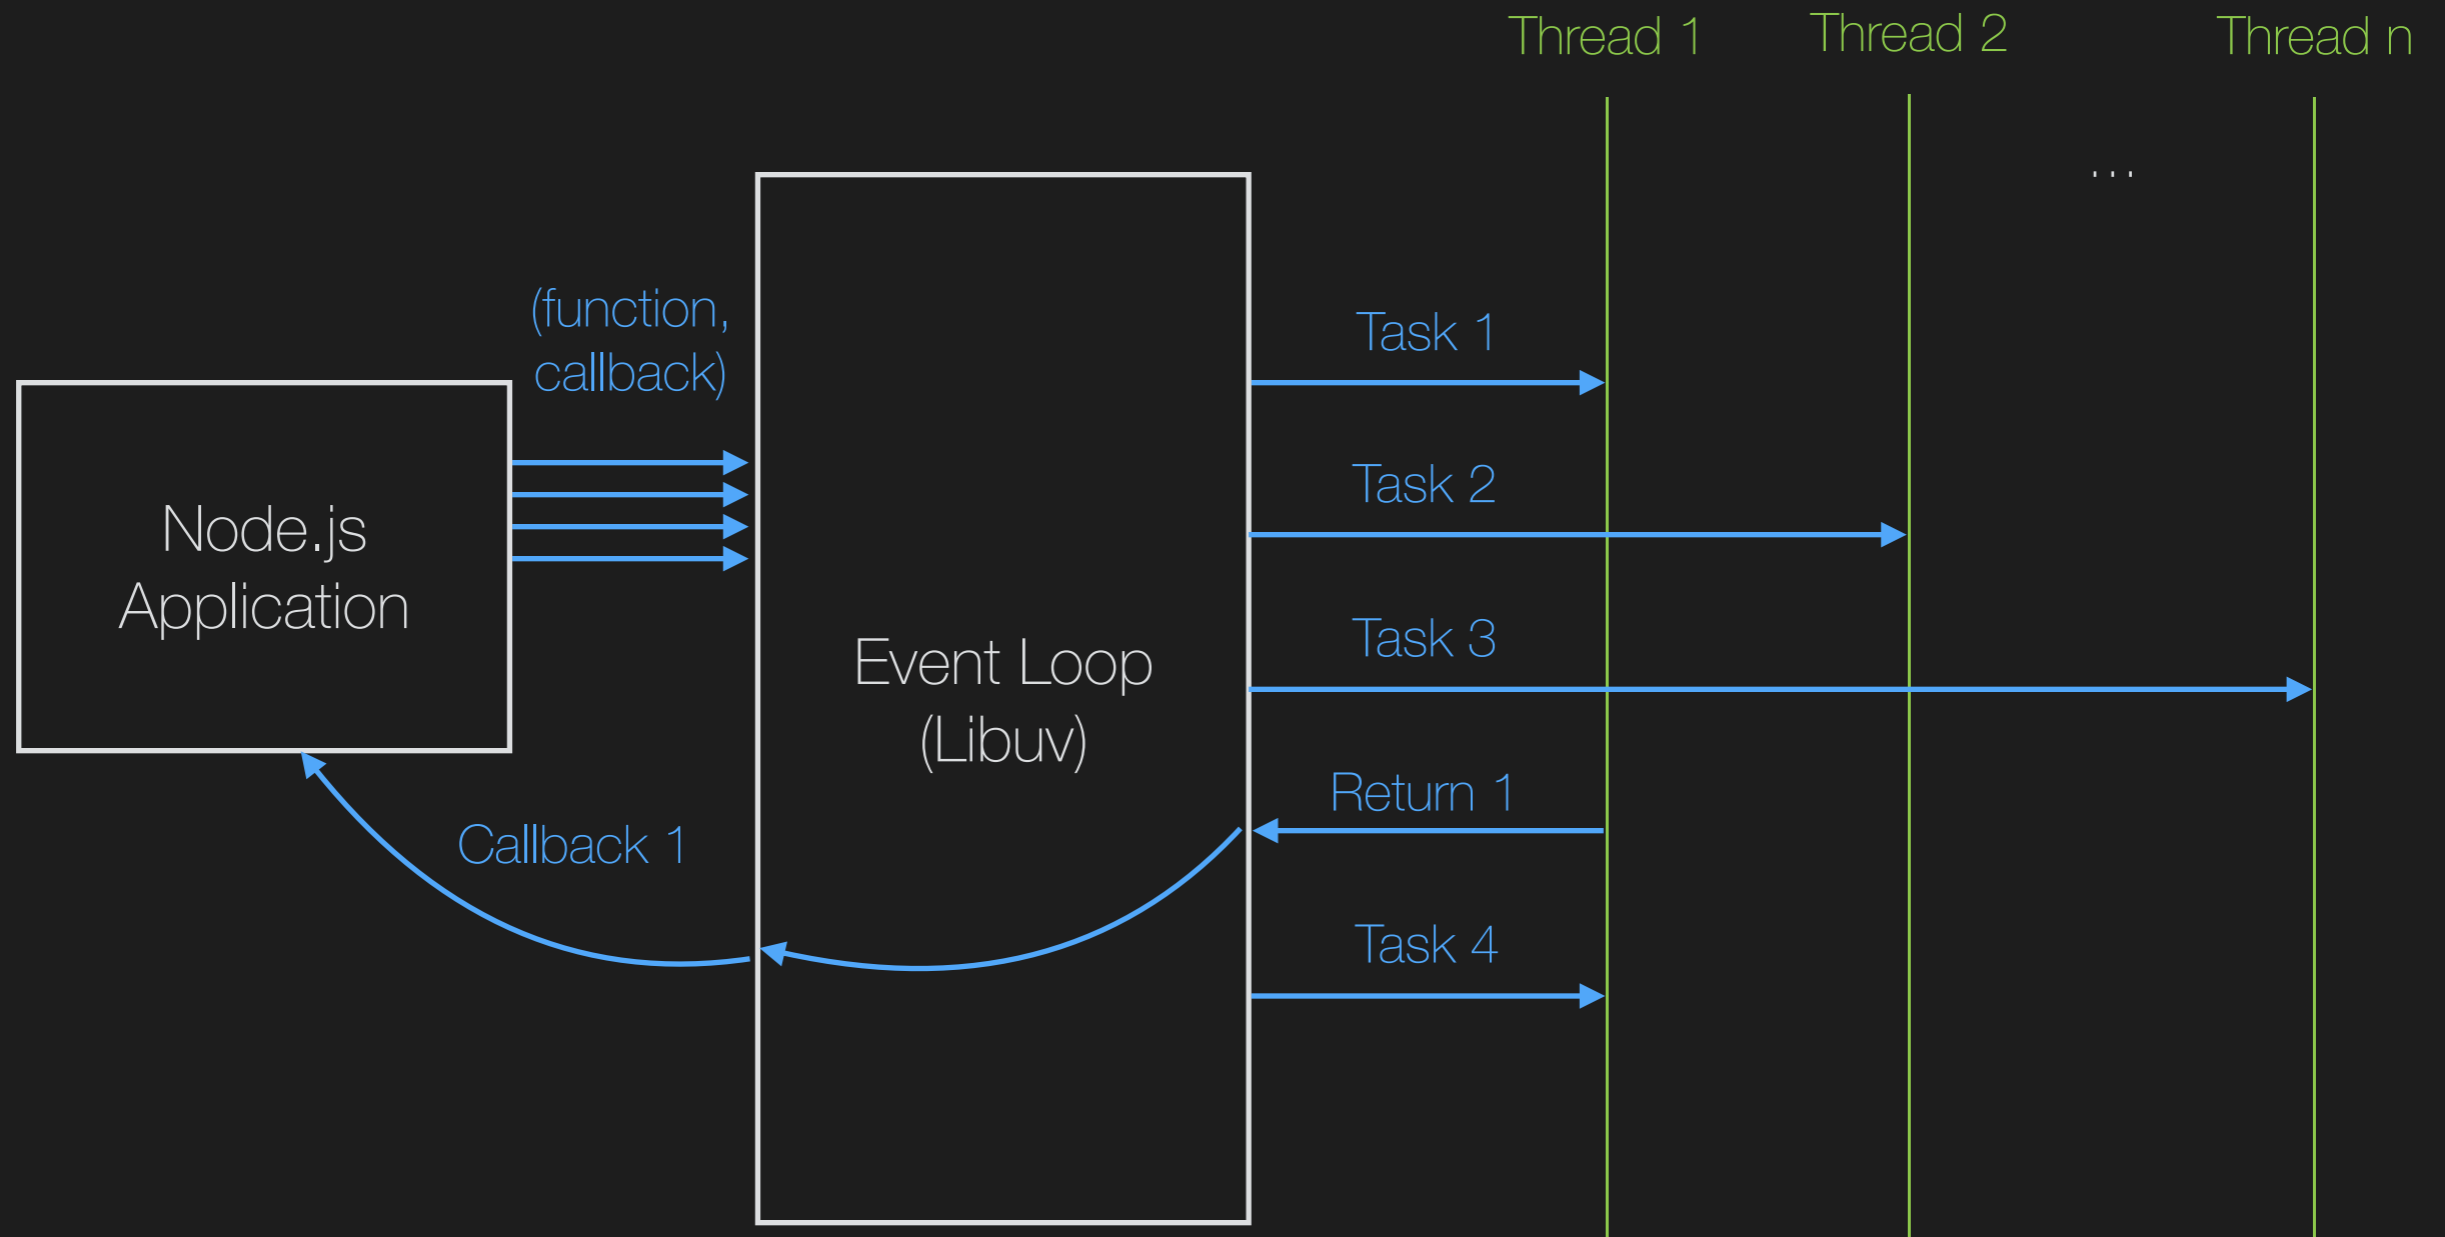 Thread 1
Thread 2
Thread n
...
(function,
callback)
Task 1
Task 2
Node.js
Application
Task 3
Event Loop
(Libuv)
Return 1
Callback 1
Task 4